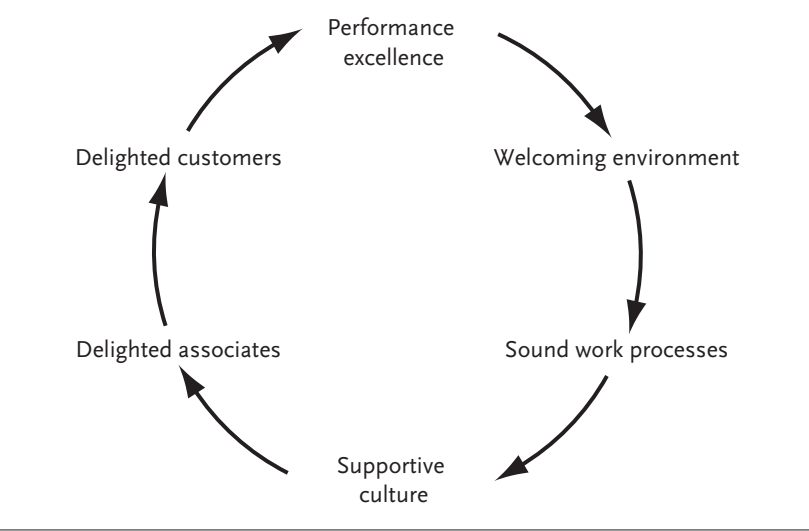 Performance
excellence
Welcoming environment
Sound work processes
Supportive
culture
Delighted associates
Delighted customers